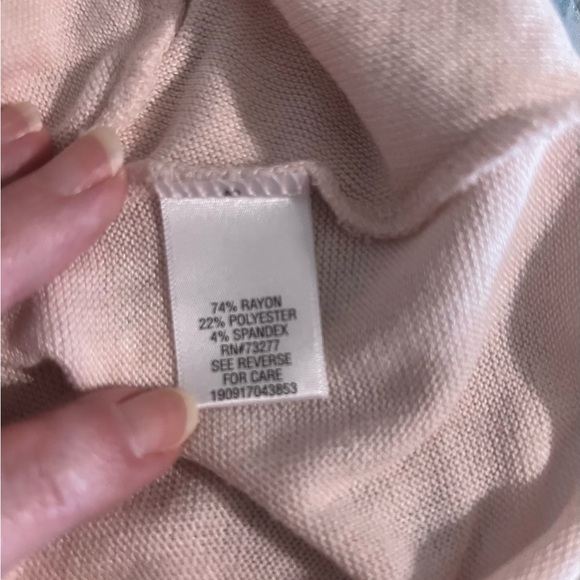 74% RAYON
22% POLYESTER
4% SPANDEX
RN#73277
SEE REVERSE
FOR CARE
190917043853